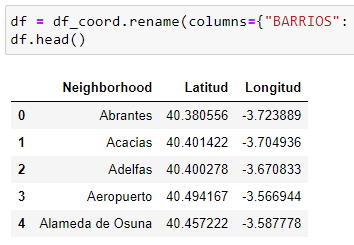 df = df_coord.rename(columns={"BARRIOS":
df.head()
Neighborhood Latitud Longitud
0 Abrantes 40.380556 -3.723889
1 Acacias 40.401422 -3.704936
2 Adelfas 40.400278 -3.670833
3 Aeropuerto 40.494167 -3.566944
4 Alameda de Osuna 40.457222 -3.587778